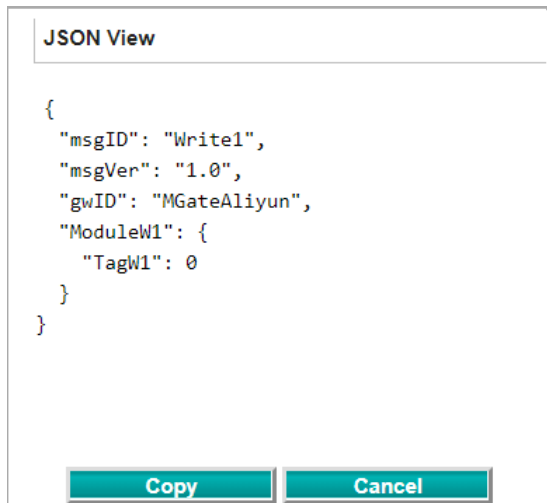 JSON View
{
"msgID": "Write1",
"msgVer": "1.0",
"gwID": "MGateAliyun",
"ModuleW1": {
"TagW1": 0
}
}
Copy Cancel